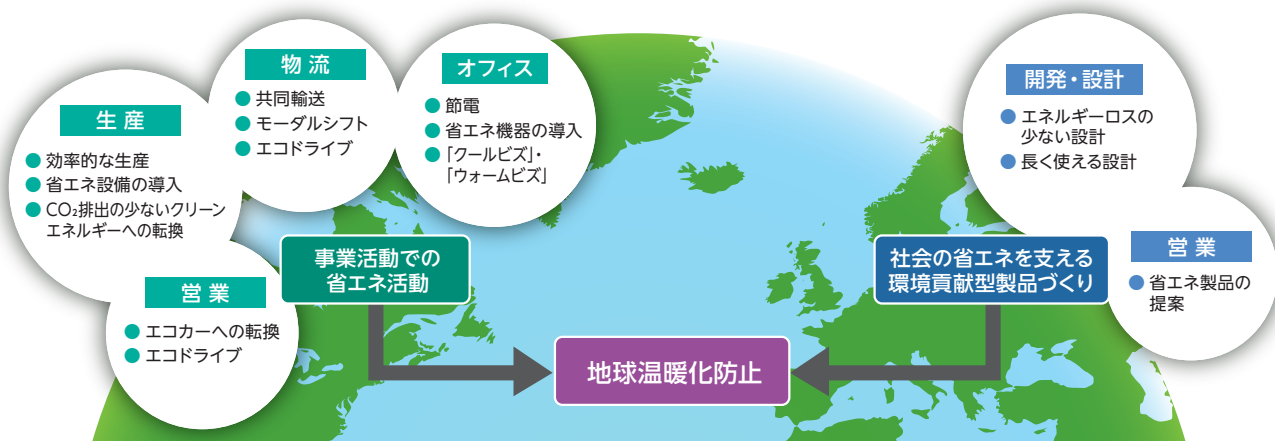 生産
● 効率的な生産
● 省エネ設備の導入
● CO₂排出の少ないクリーン
エネルギーへの転換
物流
● 共同輸送
● モーダルシフト
● エコドライブ
オフィス
● 節電
● 省エネ機器の導入
● 「クールビズ」・
「ウォームビズ」
営業
● エコカーへの転換
● エコドライブ
事業活動での
省エネ活動
開発・設計
● エネルギーロスの
少ない設計
● 長く使える設計
営業
● 省エネ製品の
提案
社会の省エネを支える
環境貢献型製品づくり
地球温暖化防止